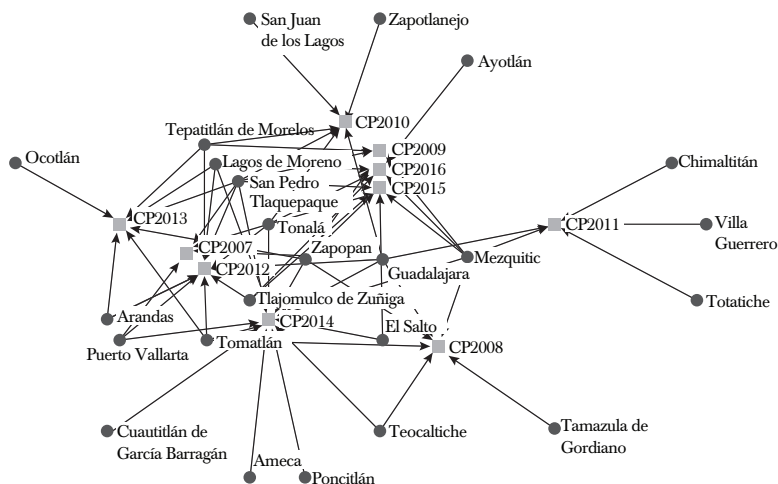 San Juan
de los Lagos
Zapotlanejo
Ayotlán
CP2010
Tepatitlán de Morelos
CP2009
Ocotlán
Lagos de Moreno
CP2016
Chimaltitán
San Pedro
Tlaquepaque
CP2015
CP2013
Tonalá
CP2011
Villa
Guerrero
CP2007
Zapopan
Mezquitic
CP2012
Guadalajara
Tlajomulco de Zuñiga
Totatiche
Arandas
CP2014
El Salto
Puerto Vallarta
Tomatlán
CP2008
Cuautitlán de
García Barragán
Teocaltiche
Tamazula de
Gordiano
Ameca
Poncitlán